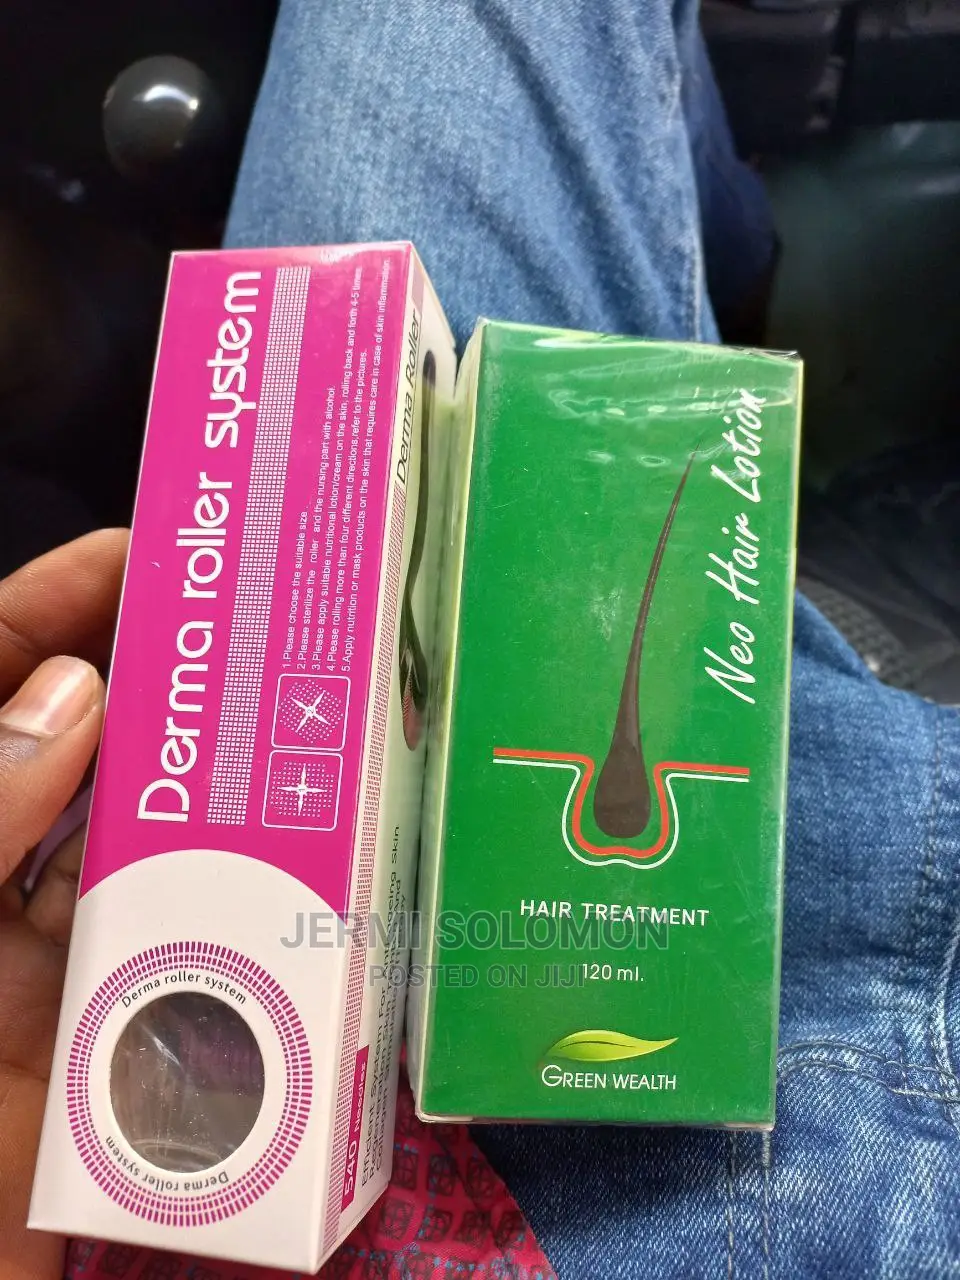 Derma roller system
1.Please choose the suitable size
2.Please sterilize the roller and the nursing part with alcohol.
3.Please apply suitable nutritional lotion/cream on the skin, rolling back and forth 4-5 times.
4.Please rolling more than four different directions,refer to the pictures.
5.Apply nutrition or mask products on the skin that requires care in case of skin inflammation.
Derma roller system
Derma roller system
Derma Roller
540 Needles
Efficient System For
Skin
Neo Hair Lotion
HAIR TREATMENT
120 ml.
GREEN WEALTH
JERMI SOLOMON
POSTED ON JIJI